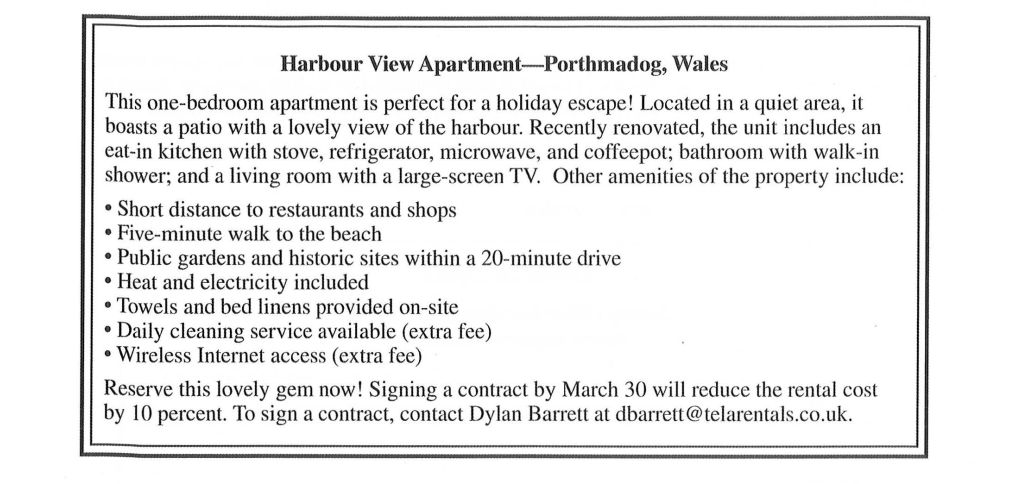 Harbour View Apartment—Porthmadog, Wales
This one-bedroom apartment is perfect for a holiday escape! Located in a quiet area, it
boasts a patio with a lovely view of the harbour. Recently renovated, the unit includes an
eat-in kitchen with stove, refrigerator, microwave, and coffeepot; bathroom with walk-in
shower; and a living room with a large-screen TV. Other amenities of the property include:
• Short distance to restaurants and shops
• Five-minute walk to the beach
• Public gardens and historic sites within a 20-minute drive
• Heat and electricity included
• Towels and bed linens provided on-site
• Daily cleaning service available (extra fee)
• Wireless Internet access (extra fee)
Reserve this lovely gem now! Signing a contract by March 30 will reduce the rental cost
by 10 percent. To sign a contract, contact Dylan Barrett at dbarrett@telarentals.co.uk.